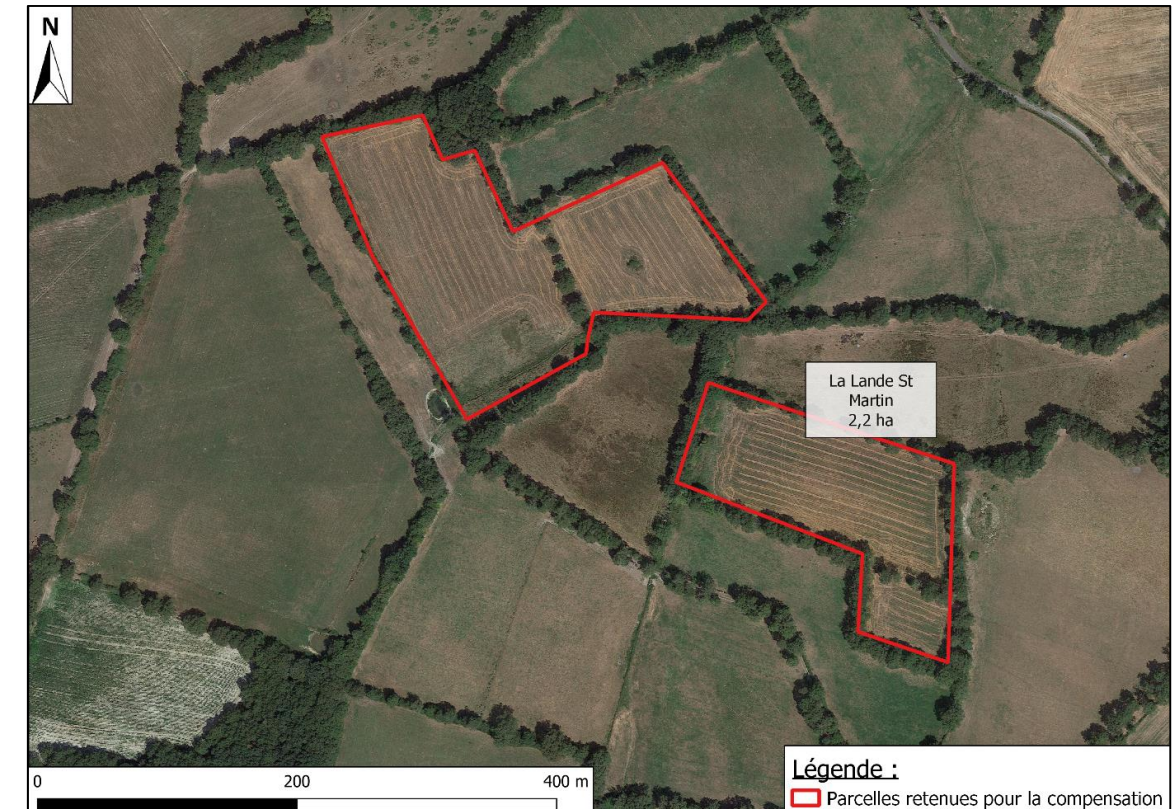 N
La Lande St
Martin
2,2 ha
0 200 400 m
Légende :
Parcelles retenues pour la compensation